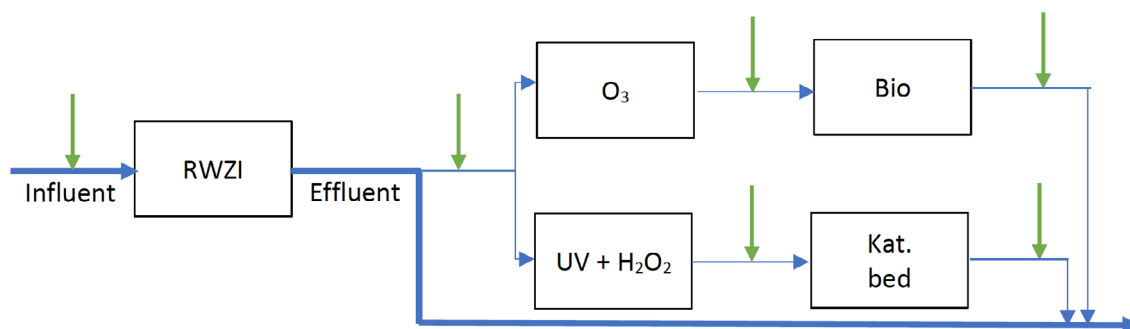 O₃
Bio
RWZI
Influent
Effluent
UV + H₂O₂
Kat.
bed